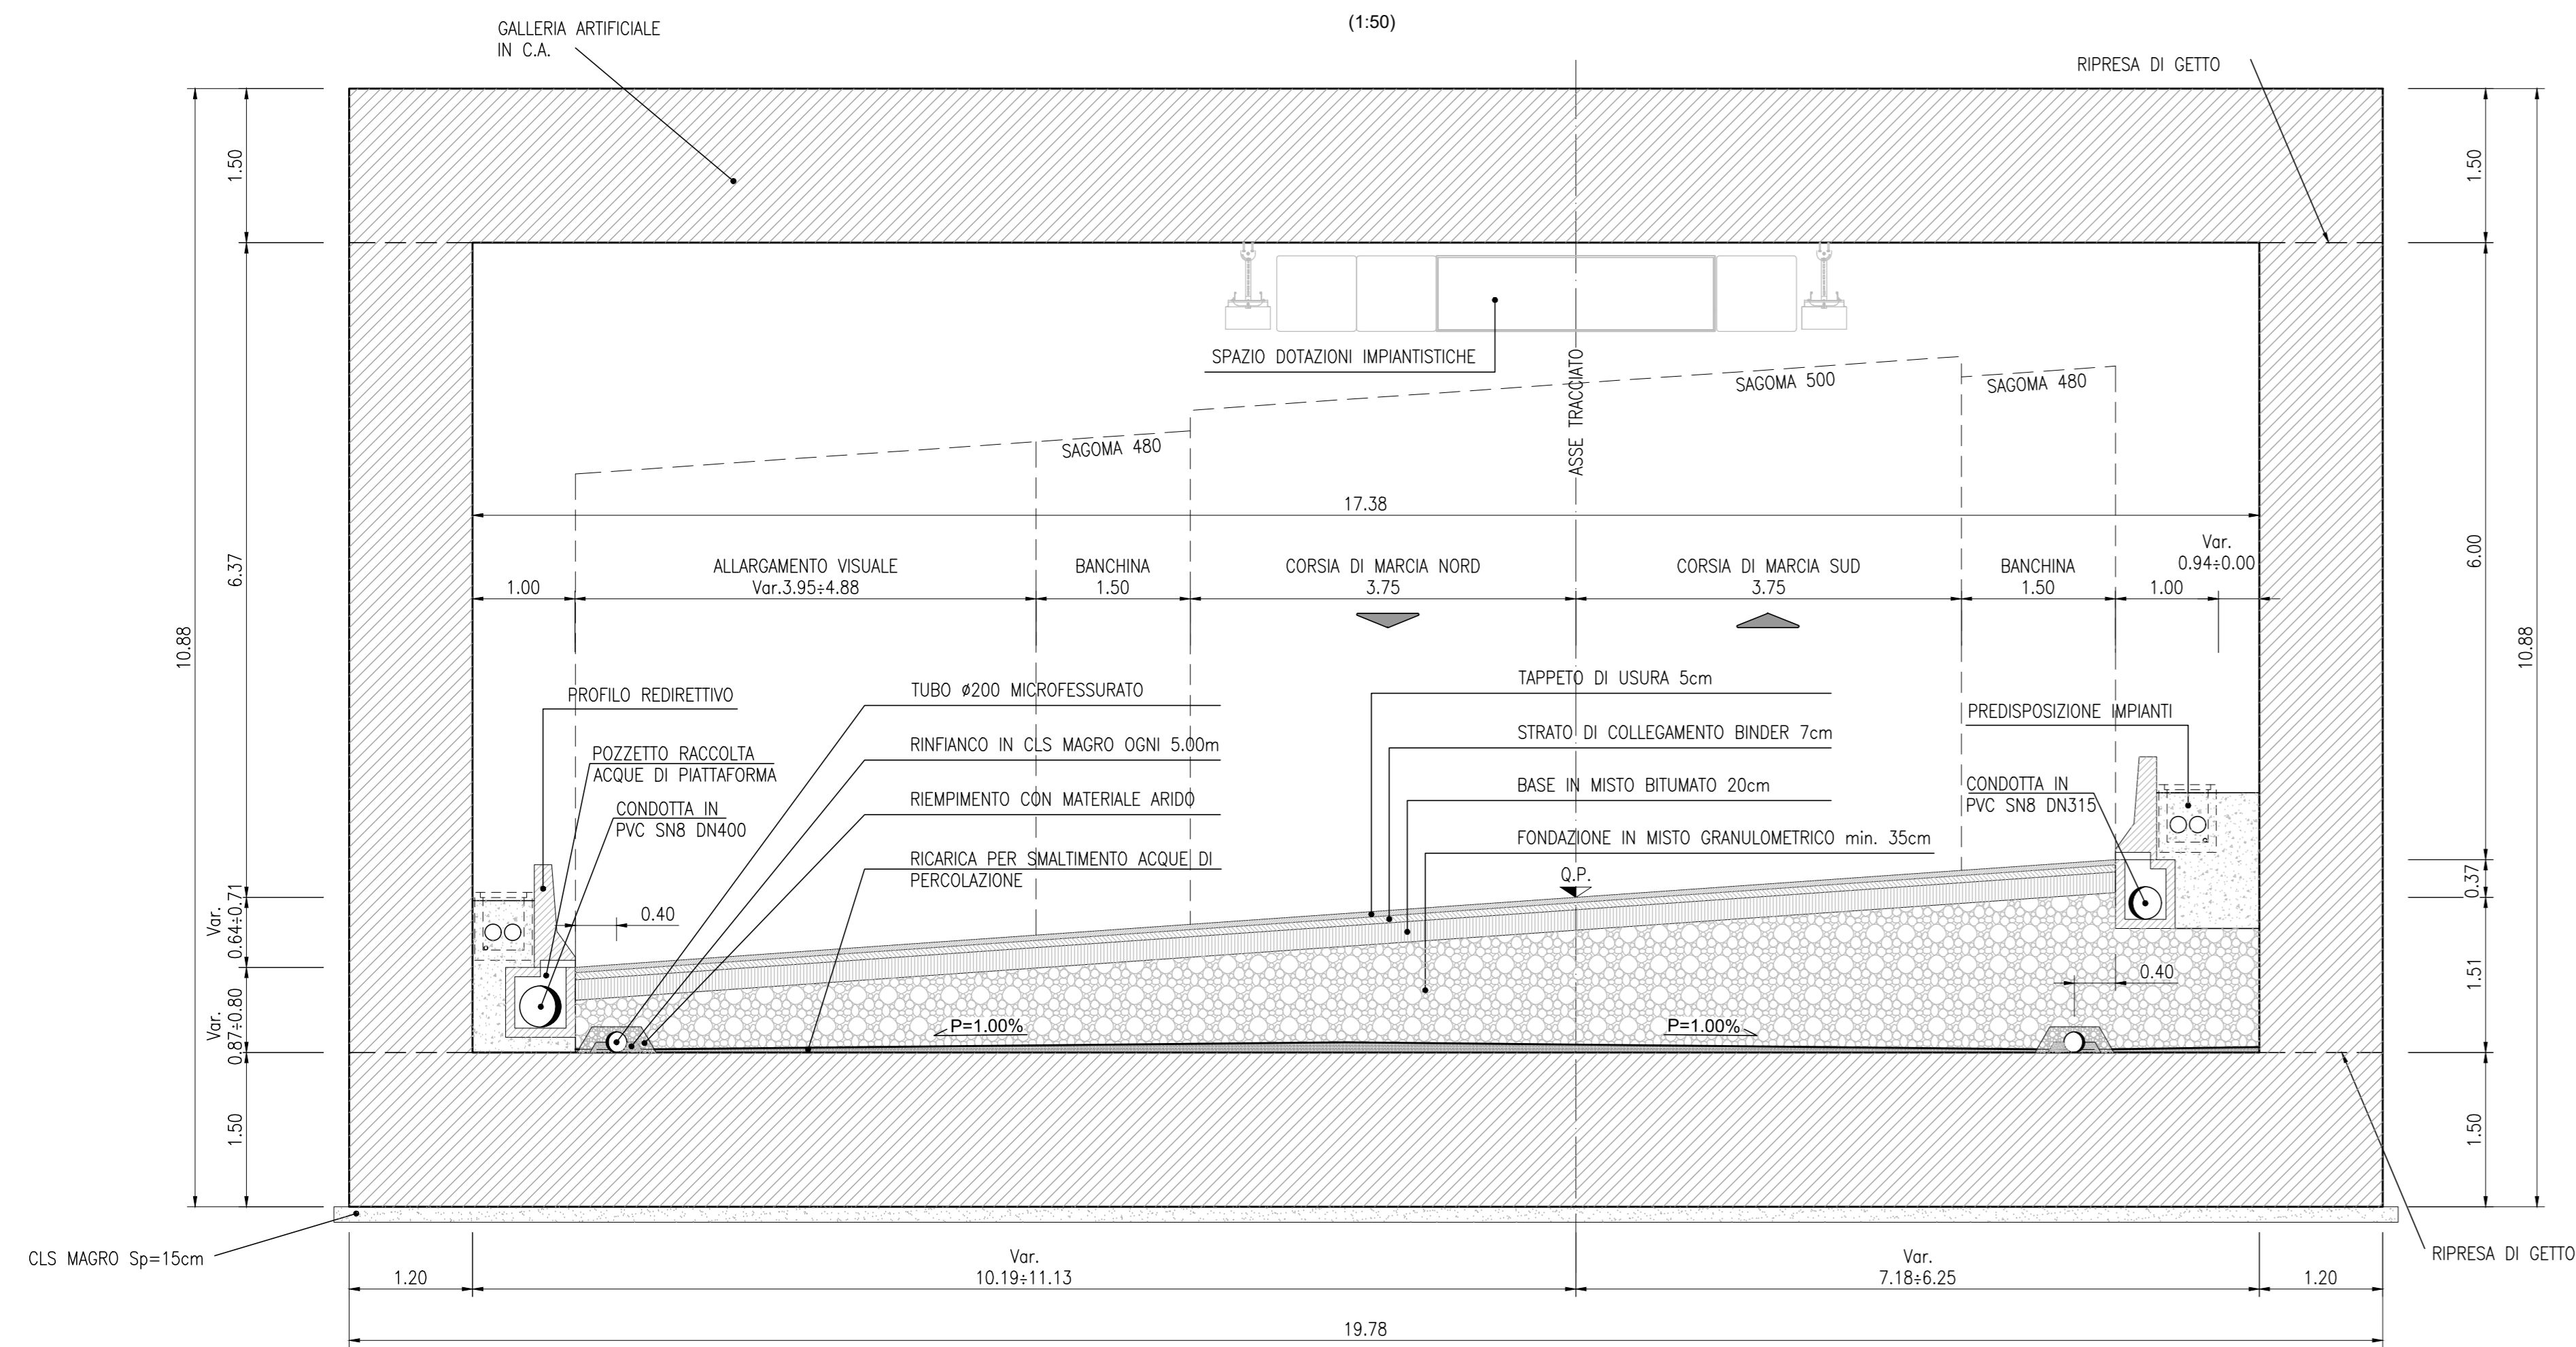 (1:50)
GALLERIA ARTIFICIALE
IN C.A.
RIPRESA DI GETTO
1.50
1.50
SPAZIO DOTAZIONI IMPIANTISTICHE
ASSE TRACCIATO
SAGOMA 500
SAGOMA 480
SAGOMA 480
17.38
6.37
6.00
10.88
10.88
ALLARGAMENTO VISUALE
Var.3.95÷4.88
1.00
BANCHINA
1.50
CORSIA DI MARCIA NORD
3.75
CORSIA DI MARCIA SUD
3.75
BANCHINA
1.50
1.00
Var.
0.94÷0.00
PROFILO REDIRETTIVO
POZZETTO RACCOLTA
ACQUE DI PIATTAFORMA
CONDOTTA IN
PVC SN8 DN400
TUBO ø200 MICROFESSURATO
RINFIANCO IN CLS MAGRO OGNI 5.00m
RIEMPIMENTO CON MATERIALE ARIDO
RICARICA PER SMALTIMENTO ACQUE DI
PERCOLAZIONE
TAPPETO DI USURA 5cm
STRATO DI COLLEGAMENTO BINDER 7cm
BASE IN MISTO BITUMATO 20cm
FONDAZIONE IN MISTO GRANULOMETRICO min. 35cm
PREDISPOSIZIONE IMPIANTI
CONDOTTA IN
PVC SN8 DN315
Q.P.
0.40
0.40
Var.
0.64÷0.71
Var.
0.87÷0.80
0.37
1.51
P=1.00%
P=1.00%
1.50
1.50
CLS MAGRO Sp=15cm
RIPRESA DI GETTO
1.20
Var.
10.19÷11.13
Var.
7.18÷6.25
1.20
19.78